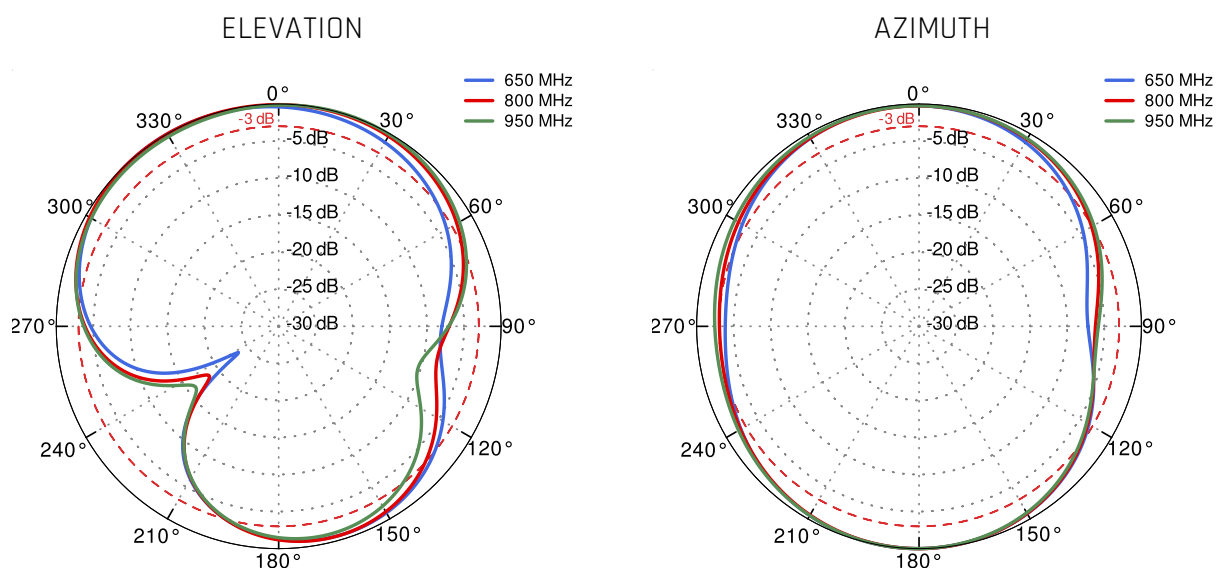 ELEVATION
650 MHz
800 MHz
950 MHz
0°
330°
-3 dB
30°
-5 dB
-10 dB
300°
60°
-15 dB
-20 dB
-25 dB
270°
-30 dB
90°
240°
120°
210°
150°
180°
AZIMUTH
650 MHz
800 MHz
950 MHz
0°
330°
-3 dB
30°
-5 dB
-10 dB
300°
60°
-15 dB
-20 dB
-25 dB
270°
-30 dB
90°
240°
120°
210°
150°
180°